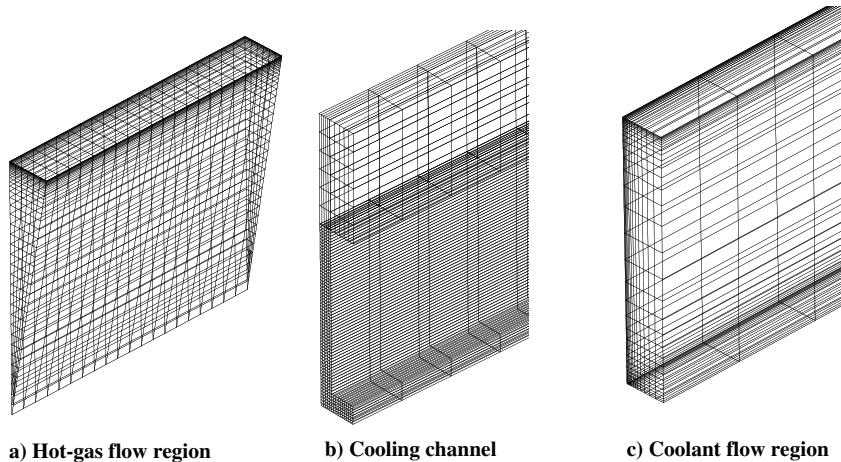 a) Hot-gas flow region
b) Cooling channel
c) Coolant flow region